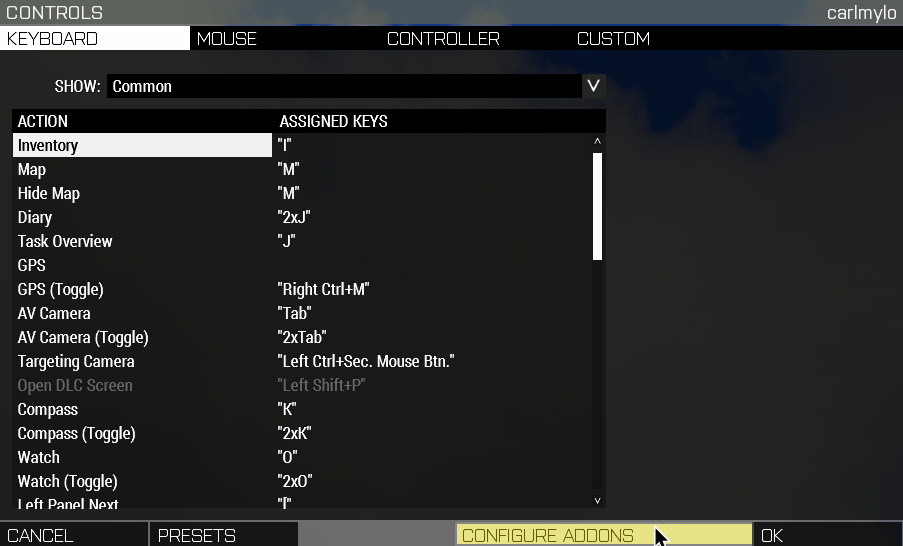 CONTROLS carlmylo
KEYBOARD MOUSE CONTROLLER CUSTOM
SHOW: Common
ACTION ASSIGNED KEYS
Inventory "I"
Map "M"
Hide Map "M"
Diary "2xJ"
Task Overview "J"
GPS
GPS (Toggle) "Right Ctrl+M"
AV Camera "Tab"
AV Camera (Toggle) "2xTab"
Targeting Camera "Left Ctrl+Sec. Mouse Btn."
Open DLC Screen "Left Shift+P"
Compass "K"
Compass (Toggle) "2xK"
Watch "O"
Watch (Toggle) "2xO"
Left Panel Next "["
CANCEL PRESETS CONFIGURE ADDONS OK